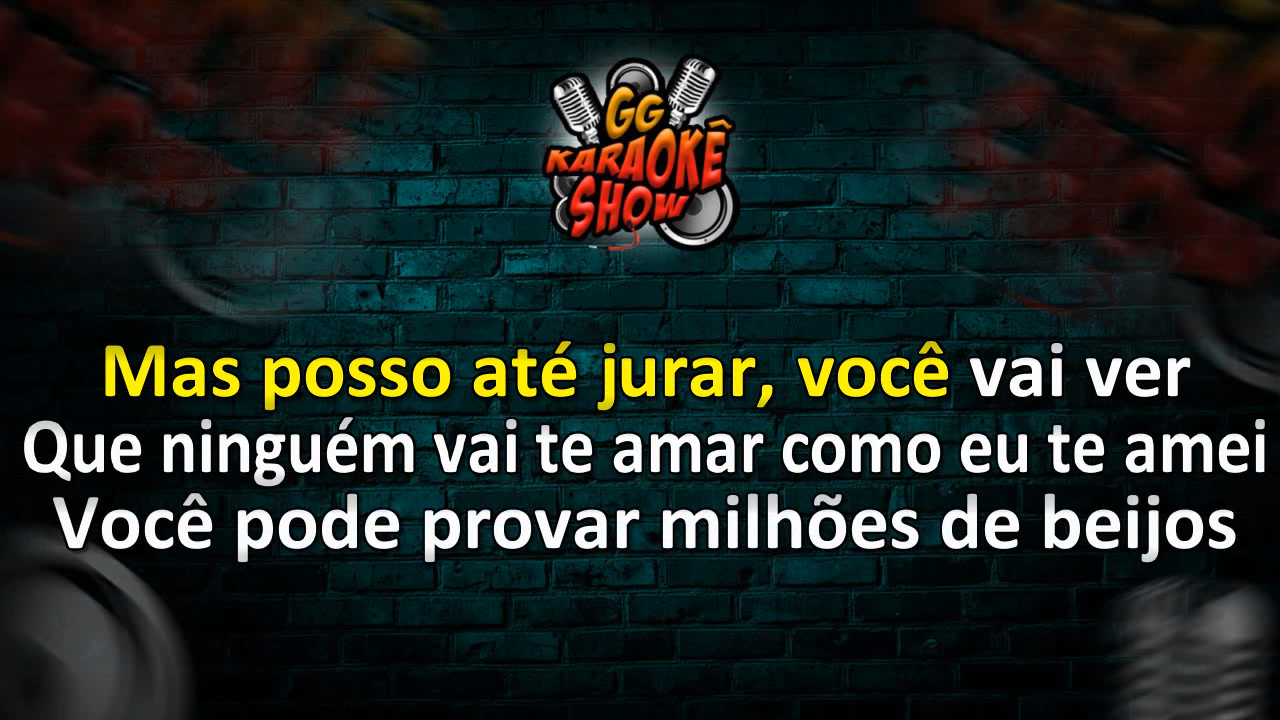 GG
KARAOKÊ
SHOW
Mas posso até jurar, você vai ver
Que ninguém vai te amar como eu te amei
Você pode provar milhões de beijos